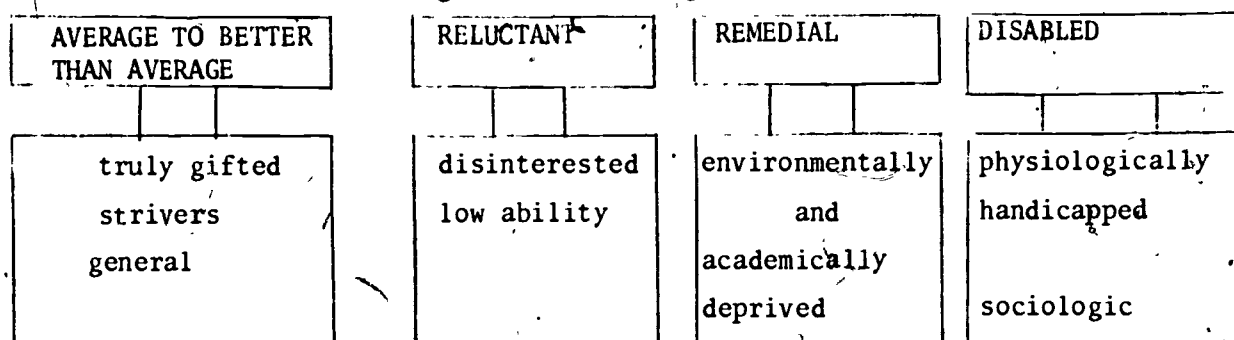 AVERAGE TO BETTER
THAN AVERAGE
RELUCTANT
REMEDIAL
DISABLED
truly gifted
strivers
general
disinterested
low ability
environmentally
and
academically
deprived
physiologically
handicapped
sociologic